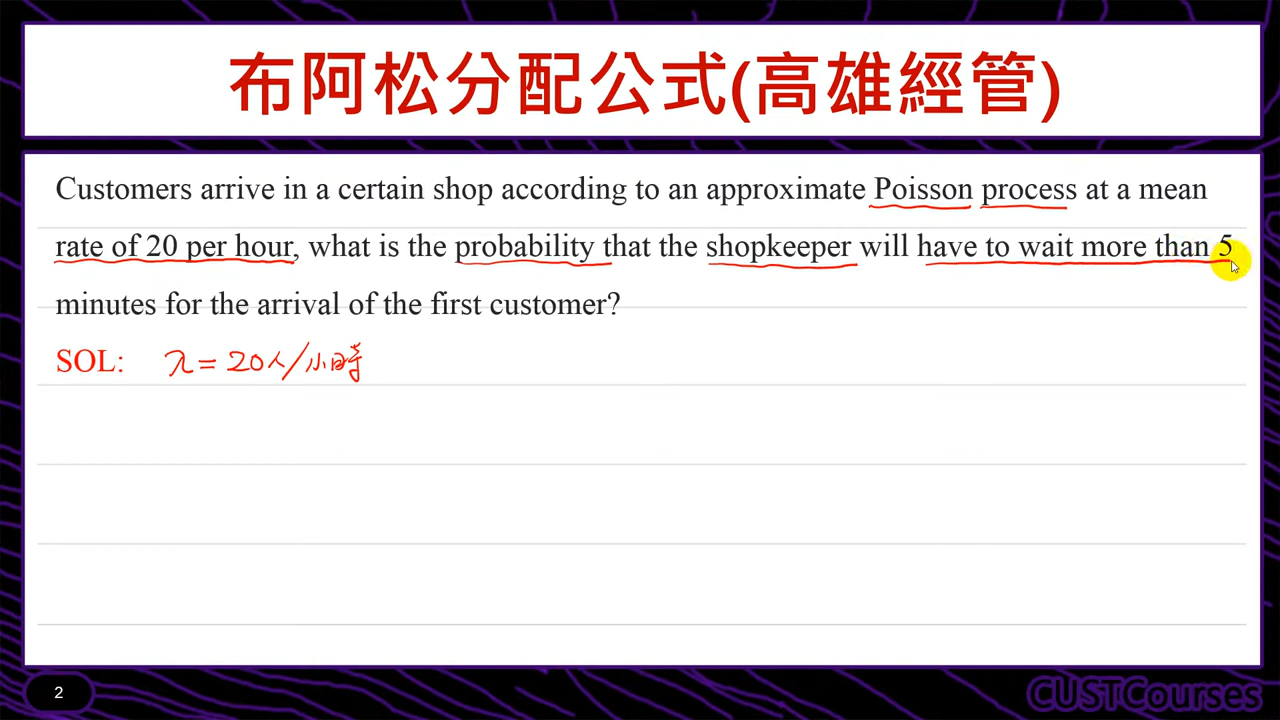 布阿松分配公式(高雄經管)
Customers arrive in a certain shop according to an approximate Poisson process at a mean
rate of 20 per hour, what is the probability that the shopkeeper will have to wait more than 5
minutes for the arrival of the first customer?
SOL: λ = 20人/小時
2
CUSTCourses